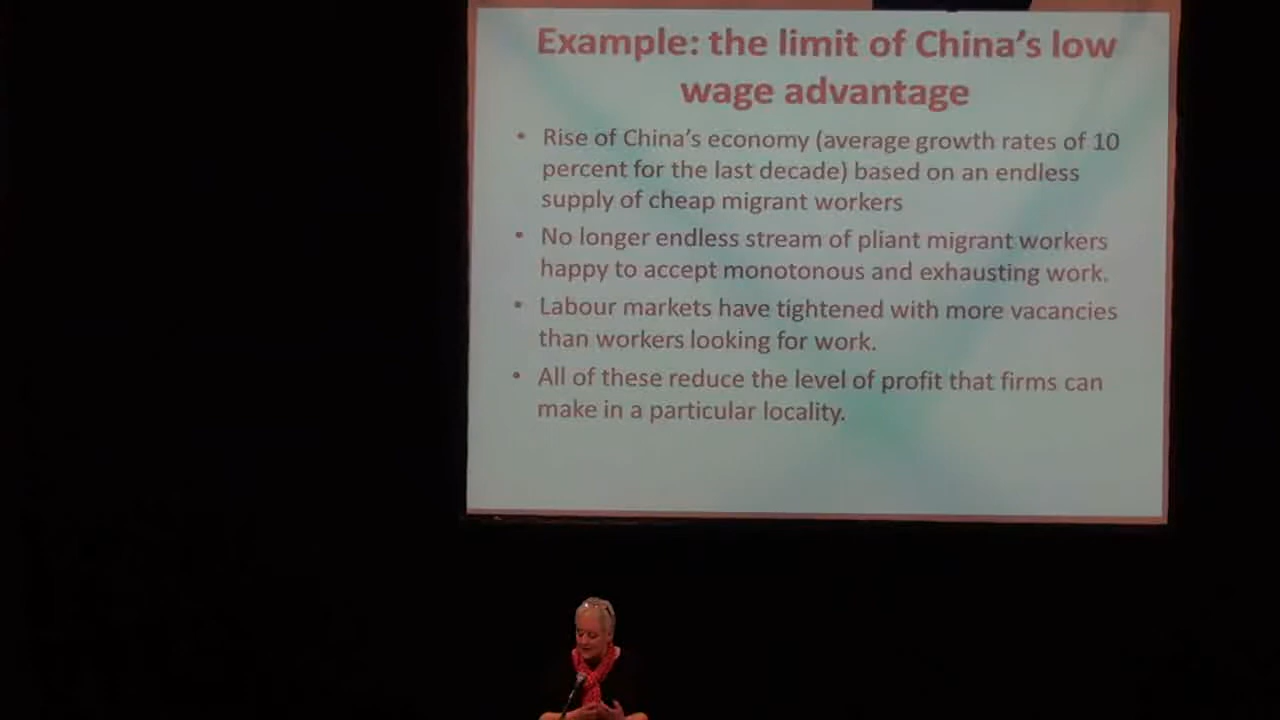 Example: the limit of China's low
wage advantage
• Rise of China's economy (average growth rates of 10
percent for the last decade) based on an endless
supply of cheap migrant workers
• No longer endless stream of pliant migrant workers
happy to accept monotonous and exhausting work.
• Labour markets have tightened with more vacancies
than workers looking for work.
• All of these reduce the level of profit that firms can
make in a particular locality.